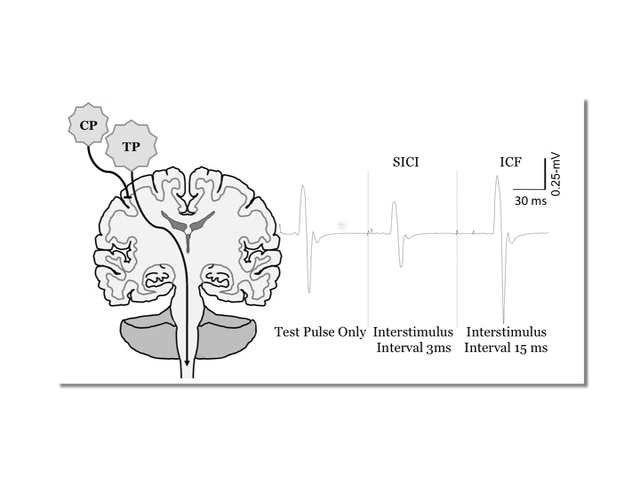 CP
TP
SICI
ICF
0.25-mV
30 ms
Test Pulse Only
Interstimulus
Interval 3ms
Interstimulus
Interval 15 ms